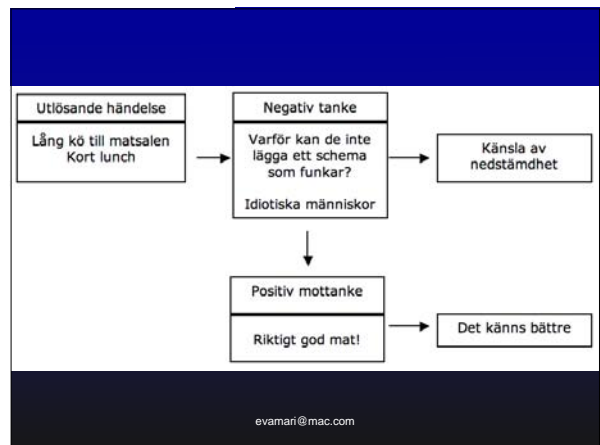 Utlösande händelse
Lång kö till matsalen
Kort lunch
Negativ tanke
Varför kan de inte
lägga ett schema
som funkar?
Idiotiska människor
Känsla av
nedstämdhet
Positiv mottanke
Riktigt god mat!
Det känns bättre
evamari@mac.com